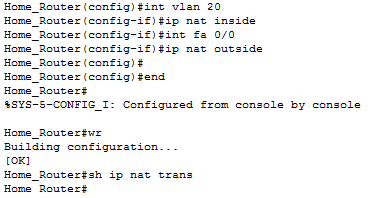 Home_Router(config)#int vlan 20
Home_Router(config-if)#ip nat inside
Home_Router(config-if)#int fa 0/0
Home_Router(config-if)#ip nat outside
Home_Router(config)#
Home_Router(config)#end
Home_Router#
%SYS-5-CONFIG_I: Configured from console by console
Home_Router#wr
Building configuration...
[OK]
Home_Router#sh ip nat trans
Home Router#